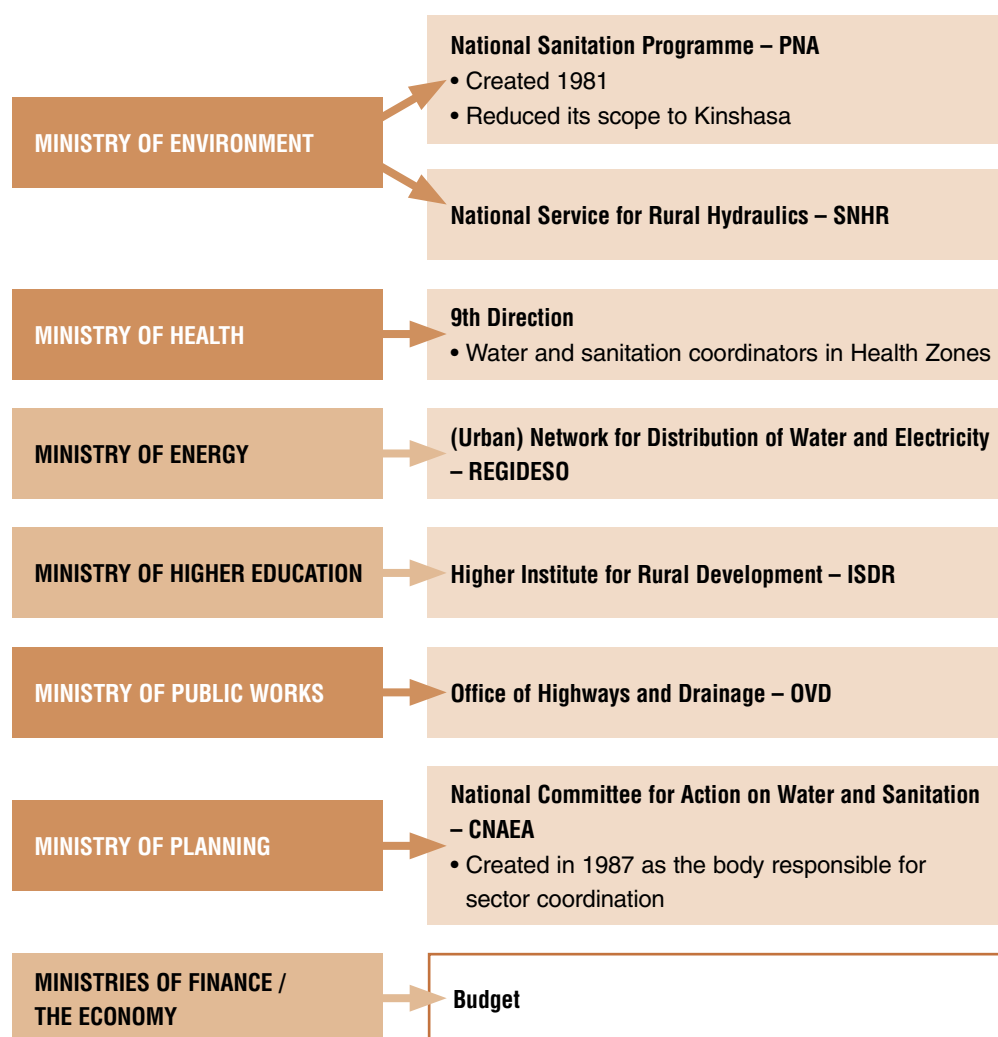 MINISTRY OF ENVIRONMENT
National Sanitation Programme – PNA
• Created 1981
• Reduced its scope to Kinshasa
National Service for Rural Hydraulics – SNHR
MINISTRY OF HEALTH
9th Direction
• Water and sanitation coordinators in Health Zones
MINISTRY OF ENERGY
(Urban) Network for Distribution of Water and Electricity
– REGIDESO
MINISTRY OF HIGHER EDUCATION
Higher Institute for Rural Development – ISDR
MINISTRY OF PUBLIC WORKS
Office of Highways and Drainage – OVD
MINISTRY OF PLANNING
National Committee for Action on Water and Sanitation
– CNAEA
• Created in 1987 as the body responsible for
sector coordination
MINISTRIES OF FINANCE /
THE ECONOMY
Budget